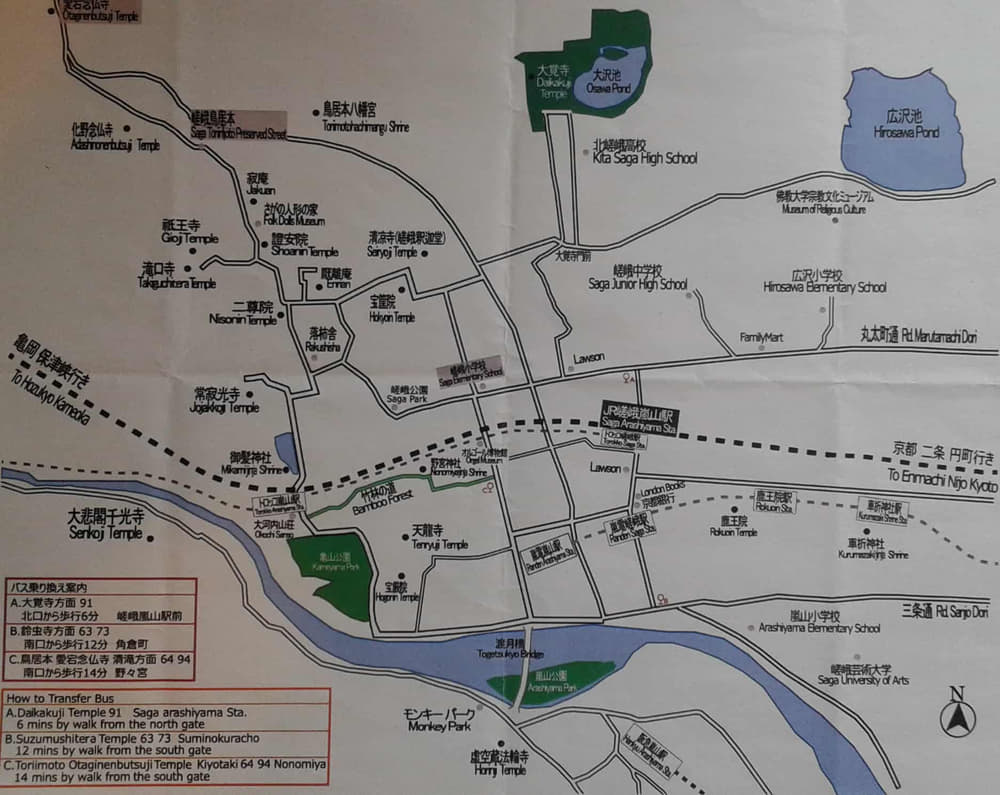 愛宕念仏寺
Otaginenbutsuji Temple
化野念仏寺
Adashinonenbutsuji Temple
嵯峨鳥居本
Saga Toriimoto Preserved Street
鳥居本八幡宮
Torimotohachimangu Shrine
大覚寺
Daikakuji
Temple
大沢池
Osawa Pond
北嵯峨高校
Kita Saga High School
広沢池
Hirosawa Pond
佛教大学宗教文化ミュージアム
Museum of Religious Culture
寂庵
Jakuan
さがの人形の家
Folk Dolls Museum
祇王寺
Gioji Temple
證安院
Shoanin Temple
清凉寺(嵯峨釈迦堂)
Seiryoji Temple
大覚寺門前
滝口寺
Takiguchitera Temple
厭離庵
Enrian
宝筐院
Hokyoin Temple
嵯峨中学校
Saga Junior High School
広沢小学校
Hirosawa Elementary School
二尊院
Nisonin Temple
落柿舎
Rakushisha
FamilyMart
丸太町通 Rd. Marutamachi Dori
Lawson
嵯峨小学校
Saga Elementary School
嵯峨公園
Saga Park
A
亀岡 保津峡行き
To Hozukyo Kameoka
常寂光寺
Jojakkoji Temple
JR嵯峨嵐山駅
Saga Arashiyama Sta.
トロッコ嵯峨駅
Torokko Saga Sta.
京都 二条 円町行き
To Enmachi Nijo Kyoto
御髪神社
Mikamijinja Shrine
オルゴール博物館
Orgel Museum
野宮神社
Nonomiyajinja Shrine
C
竹林の道
Bamboo Forest
Lawson
London Books
京都銀行
トロッコ嵐山駅
Torokko Arashiyama Sta.
大河内山荘
Okochi Sanso
嵐電嵯峨駅
Randen Saga Sta.
鹿王院駅
Rokuoin Sta.
鹿王院
Rokuoin Temple
車折神社駅
Kurumazaki Shrine Sta.
車折神社
Kurumazakijinja Shrine
大悲閣千光寺
Senkoji Temple
天龍寺
Tenryuji Temple
嵐電嵐山駅
Randen Arashiyama Sta.
亀山公園
Kameyama Park
宝筐院
Hogonin Temple
B
三条通 Rd. Sanjo Dori
嵐山小学校
Arashiyama Elementary School
渡月橋
Togetsukyo Bridge
嵐山公園
Arashiyama Park
嵯峨芸術大学
Saga University of Arts
モンキーパーク
Monkey Park
虚空蔵法輪寺
Horinji Temple
阪急嵐山駅
Hankyu Arashiyama Sta.
N
バス乗り換え案内
A.大覚寺方面 91
北口から歩行6分 嵯峨嵐山駅前
B.鈴虫寺方面 63 73
南口から歩行12分 角倉町
C.鳥居本 愛宕念仏寺 清滝方面 64 94
南口から歩行14分 野々宮
How to Transfer Bus
A.Daikakuji Temple 91 Saga arashiyama Sta.
6 mins by walk from the north gate
B.Suzumushitera Temple 63 73 Suminokuracho
12 mins by walk from the south gate
C.Toriimoto Otaginenbutsuji Temple Kiyotaki 64 94 Nonomiya
14 mins by walk from the south gate